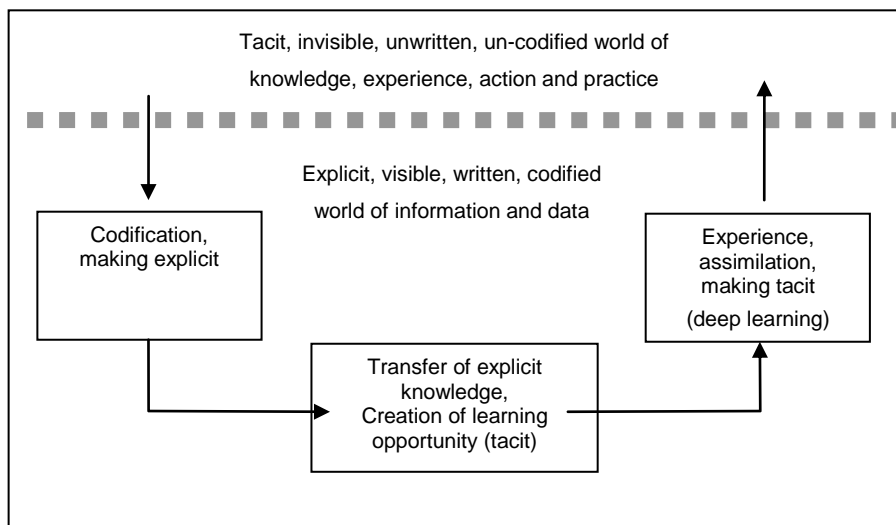 Tacit, invisible, unwritten, un-codified world of
knowledge, experience, action and practice
Explicit, visible, written, codified
world of information and data
Codification,
making explicit
Transfer of explicit
knowledge,
Creation of learning
opportunity (tacit)
Experience,
assimilation,
making tacit
(deep learning)